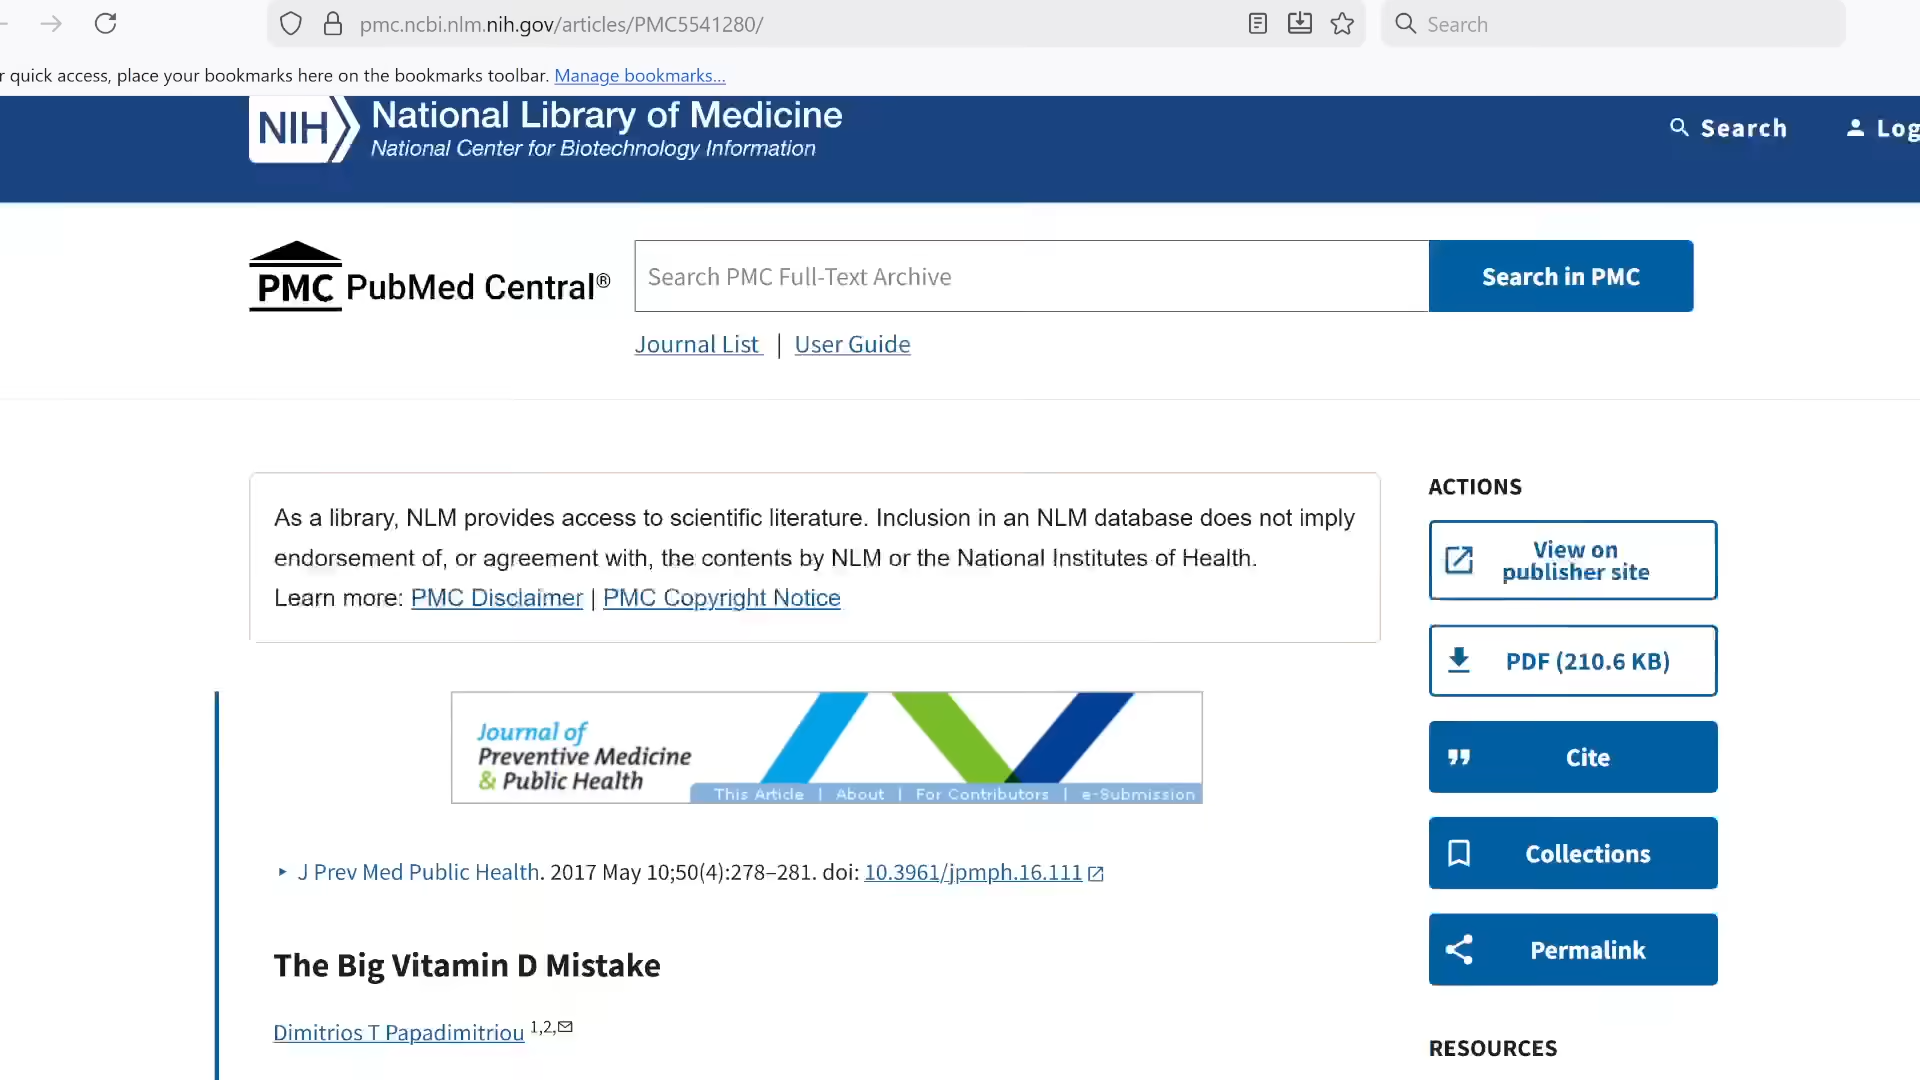 pmc.ncbi.nlm.nih.gov/articles/PMC5541280/
Search
r quick access, place your bookmarks here on the bookmarks toolbar. Manage bookmarks...
NIH
National Library of Medicine
National Center for Biotechnology Information
Search
Log
PMC PubMed Central®
Search PMC Full-Text Archive
Search in PMC
Journal List | User Guide
As a library, NLM provides access to scientific literature. Inclusion in an NLM database does not imply
endorsement of, or agreement with, the contents by NLM or the National Institutes of Health.
Learn more: PMC Disclaimer | PMC Copyright Notice
ACTIONS
View on
publisher site
PDF (210.6 KB)
Cite
Collections
Permalink
RESOURCES
Journal of
Preventive Medicine
& Public Health
This Article | About | For Contributors | e-Submission
J Prev Med Public Health. 2017 May 10;50(4):278–281. doi: 10.3961/jpmph.16.111
The Big Vitamin D Mistake
Dimitrios T Papadimitriou 1,2,✉